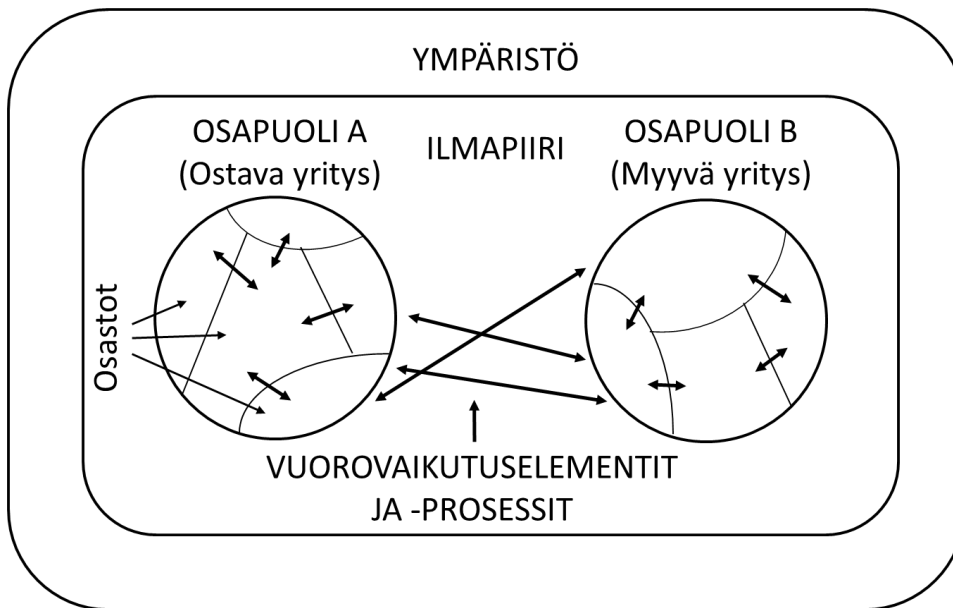 YMPÄRISTÖ
OSAPUOLI A
(Ostava yritys)
ILMAPIIRI
OSAPUOLI B
(Myyvä yritys)
Osastot
VUOROVAIKUTUSELEMENTIT
JA -PROSESSIT